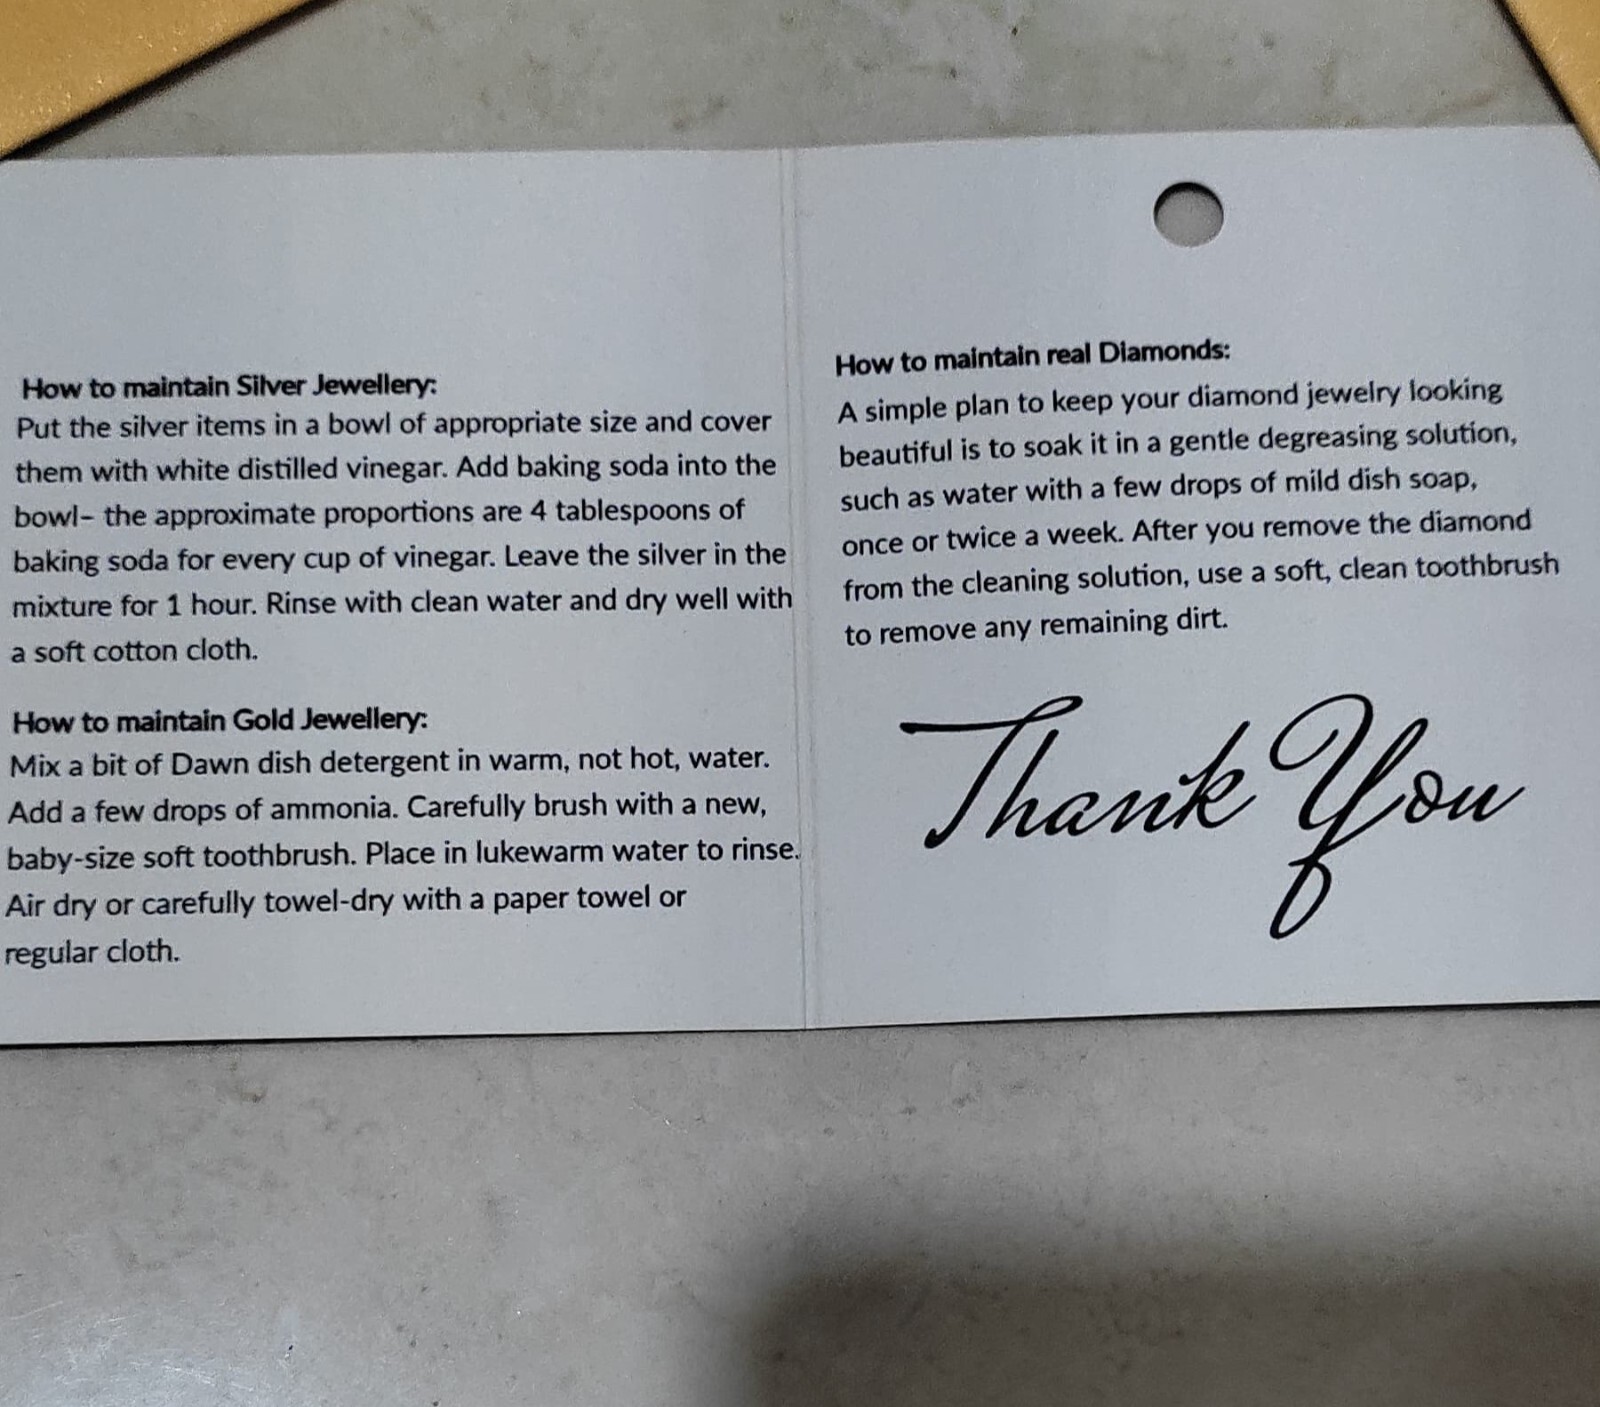 How to maintain Silver Jewellery:
Put the silver items in a bowl of appropriate size and cover
them with white distilled vinegar. Add baking soda into the
bowl– the approximate proportions are 4 tablespoons of
baking soda for every cup of vinegar. Leave the silver in the
mixture for 1 hour. Rinse with clean water and dry well with
a soft cotton cloth.
How to maintain Gold Jewellery:
Mix a bit of Dawn dish detergent in warm, not hot, water.
Add a few drops of ammonia. Carefully brush with a new,
baby-size soft toothbrush. Place in lukewarm water to rinse.
Air dry or carefully towel-dry with a paper towel or
regular cloth.
How to maintain real Diamonds:
A simple plan to keep your diamond jewelry looking
beautiful is to soak it in a gentle degreasing solution,
such as water with a few drops of mild dish soap,
once or twice a week. After you remove the diamond
from the cleaning solution, use a soft, clean toothbrush
to remove any remaining dirt.
Thank You